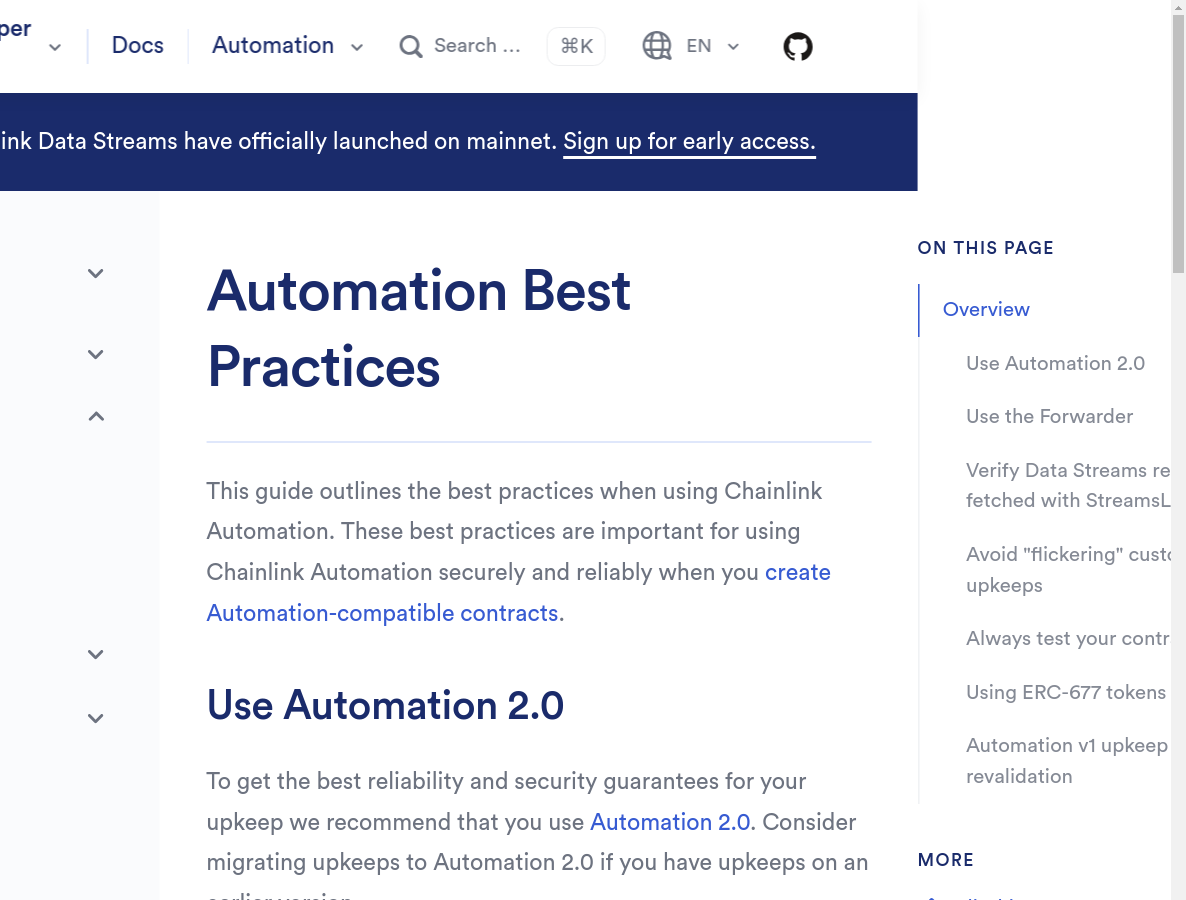 per
Docs
Automation
Search ...
⌘K
EN
ink Data Streams have officially launched on mainnet. Sign up for early access.
Automation Best
Practices
This guide outlines the best practices when using Chainlink
Automation. These best practices are important for using
Chainlink Automation securely and reliably when you create
Automation-compatible contracts.
Use Automation 2.0
To get the best reliability and security guarantees for your
upkeep we recommend that you use Automation 2.0. Consider
migrating upkeeps to Automation 2.0 if you have upkeeps on an
earlier version.
ON THIS PAGE
Overview
Use Automation 2.0
Use the Forwarder
Verify Data Streams re
fetched with StreamsL
Avoid "flickering" custo
upkeeps
Always test your contr
Using ERC-677 tokens
Automation v1 upkeep
revalidation
MORE